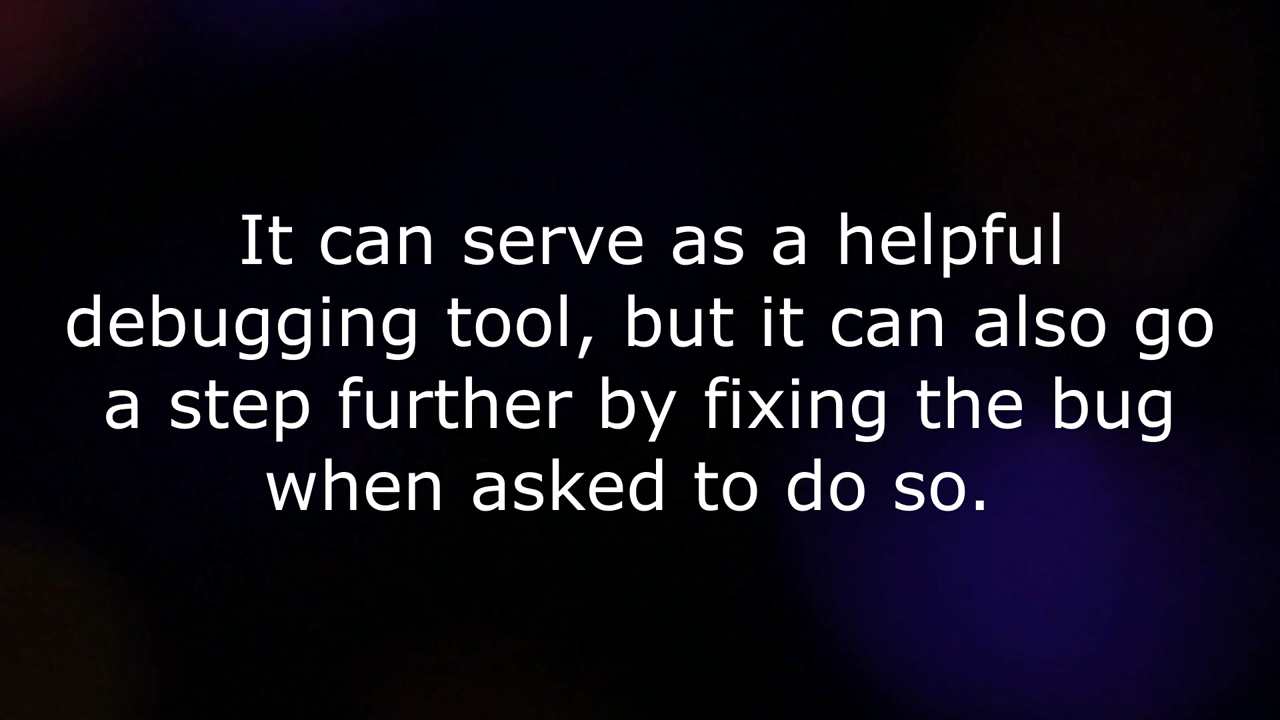 It can serve as a helpful
debugging tool, but it can also go
a step further by fixing the bug
when asked to do so.